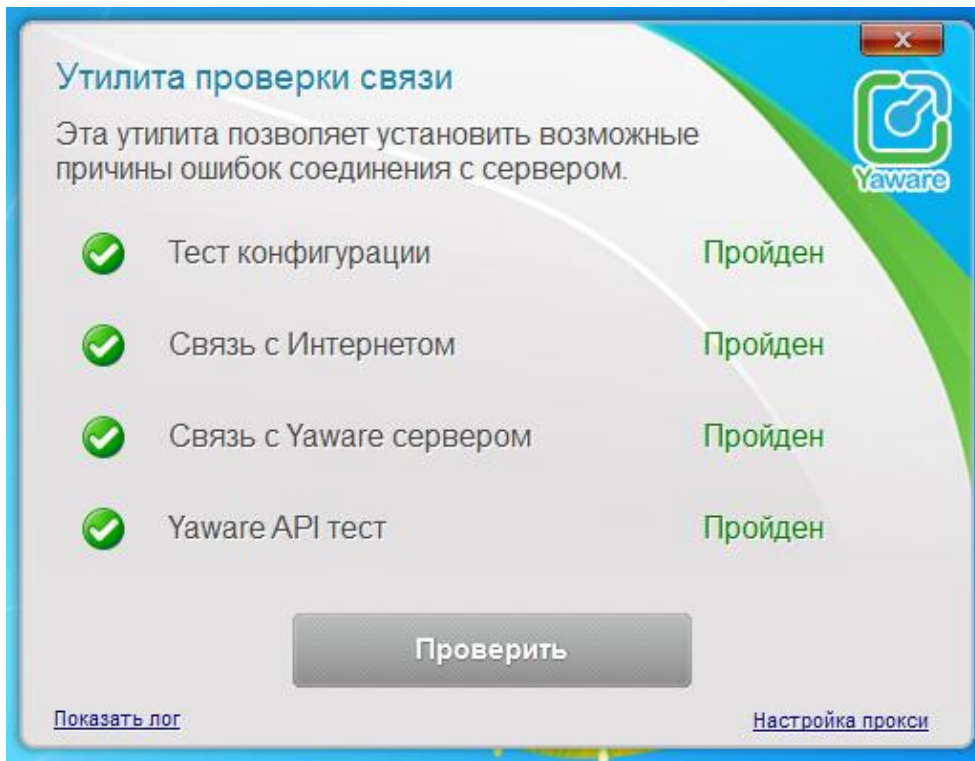 x
Утилита проверки связи
Эта утилита позволяет установить возможные
причины ошибок соединения с сервером.
Yaware
Тест конфигурации Пройден
Связь с Интернетом Пройден
Связь с Yaware сервером Пройден
Yaware API тест Пройден
Проверить
Показать лог Настройка прокси